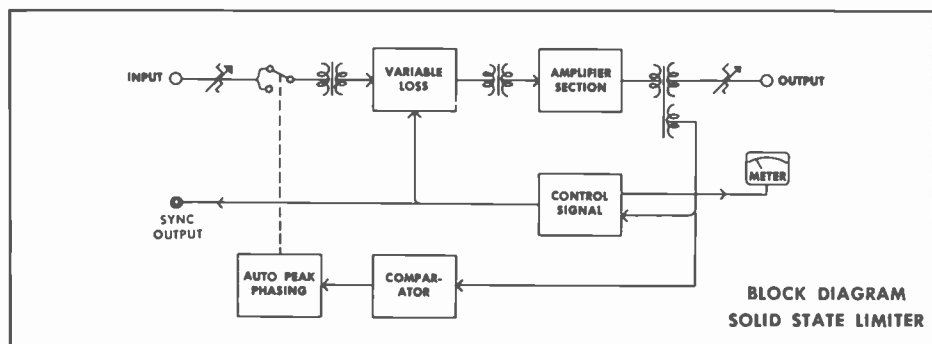 INPUT
VARIABLE
LOSS
AMPLIFIER
SECTION
OUTPUT
METER
CONTROL
SIGNAL
SYNC
OUTPUT
AUTO PEAK
PHASING
COMPAR-
ATOR
BLOCK DIAGRAM
SOLID STATE LIMITER